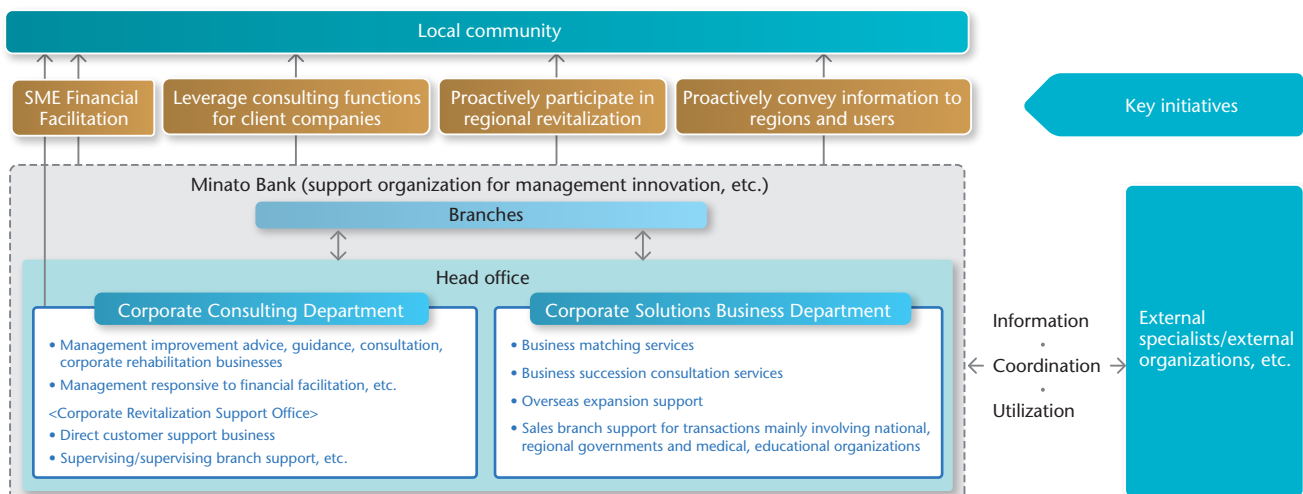 Local community
SME Financial
Facilitation
Leverage consulting functions
for client companies
Proactively participate in
regional revitalization
Proactively convey information to
regions and users
Key initiatives
Minato Bank (support organization for management innovation, etc.)
Branches
Head office
Corporate Consulting Department
• Management improvement advice, guidance, consultation,
corporate rehabilitation businesses
• Management responsive to financial facilitation, etc.
<Corporate Revitalization Support Office>
• Direct customer support business
• Supervising/supervising branch support, etc.
Corporate Solutions Business Department
• Business matching services
• Business succession consultation services
• Overseas expansion support
• Sales branch support for transactions mainly involving national,
regional governments and medical, educational organizations
Information
•
Coordination
•
Utilization
External
specialists/external
organizations, etc.